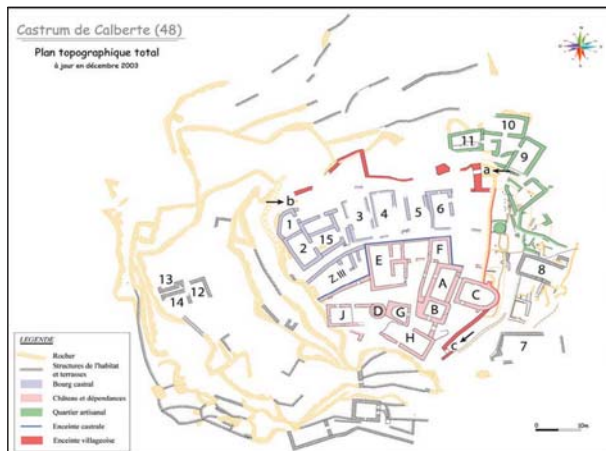 Castrum de Calberte (48)
Plan topographique total
à jour en décembre 2003
10
11
9
a
b
1
3
4
5
6
2
15
Z.III
E
F
8
A
C
13
12
14
B
J
D
G
H
c
7
LEGENDE
Rocher
Structures de l'habitat
et terrasses
Bourg castral
Château et dépendances
Quartier artisanal
Enceinte castrale
Enceinte villageoise
0